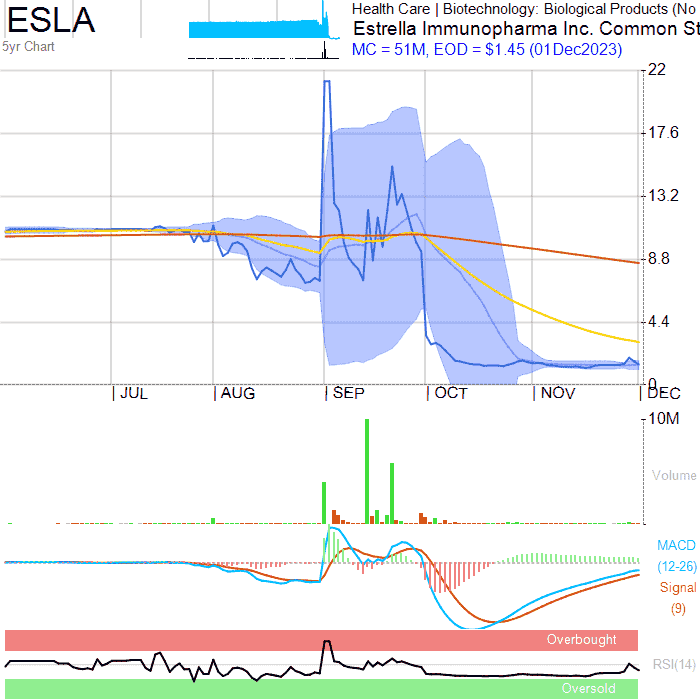 ESLA
5yr Chart
Health Care | Biotechnology: Biological Products (No
Estrella Immunopharma Inc. Common St
MC = 51M, EOD = $1.45 (01Dec2023)
22
17.6
13.2
8.8
4.4
0
JUL
AUG
SEP
OCT
NOV
DEC
10M
Volume
MACD
(12-26)
Signal
(9)
Overbought
RSI(14)
Oversold